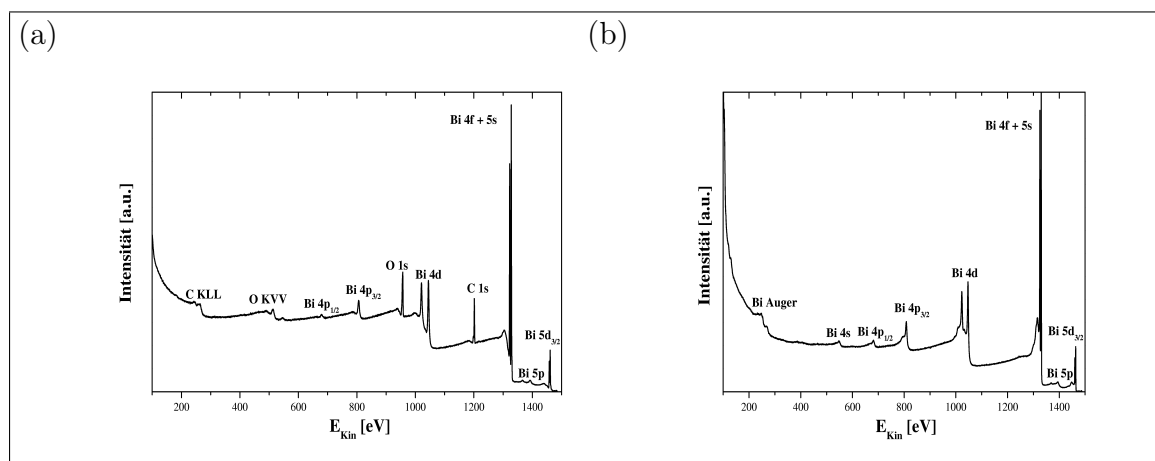 (a)
Intensität [a.u.]
C KLL
O KVV
Bi 4p1/2
Bi 4p3/2
O 1s
Bi 4d
C 1s
Bi 4f + 5s
Bi 5d3/2
Bi 5p
200 400 600 800 1000 1200 1400
EKin [eV]
(b)
Intensität [a.u.]
Bi Auger
Bi 4s
Bi 4p1/2
Bi 4p3/2
Bi 4d
Bi 4f + 5s
Bi 5d3/2
Bi 5p
200 400 600 800 1000 1200 1400
EKin [eV]